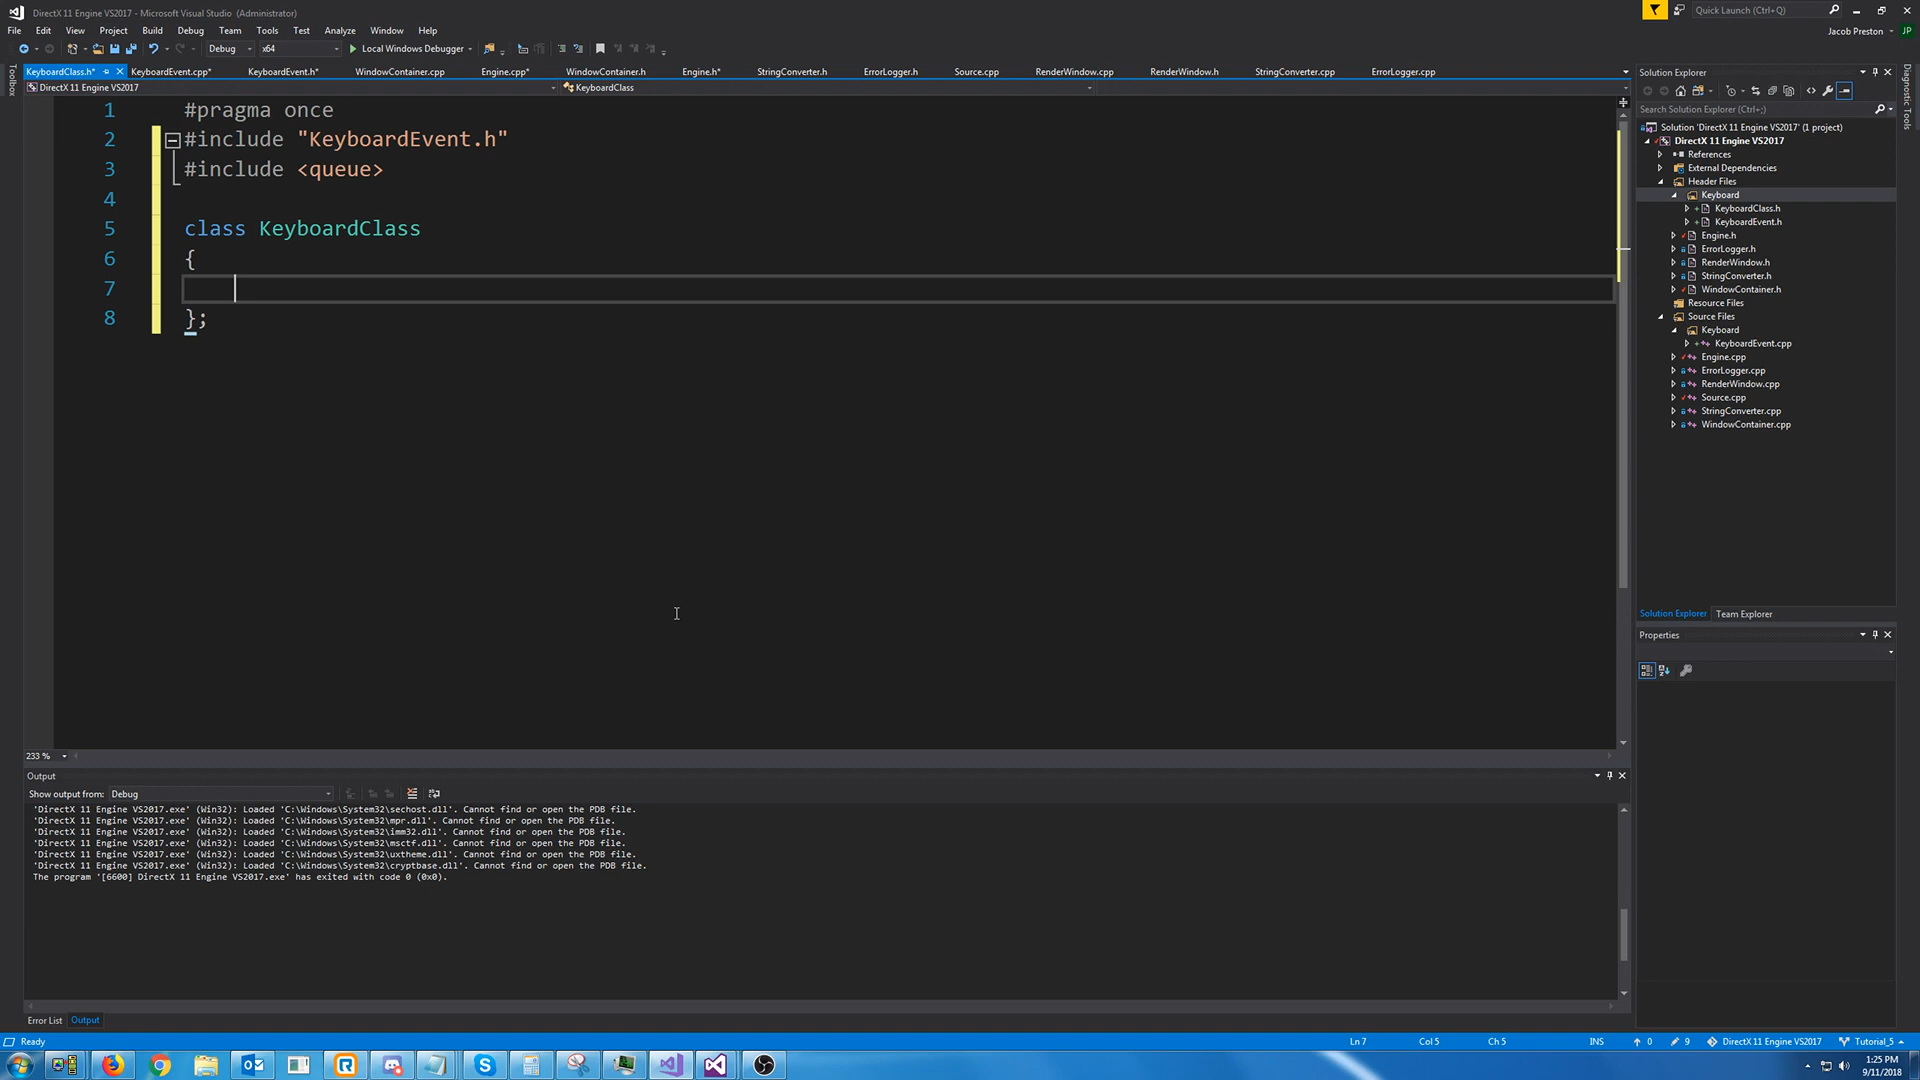 DirectX 11 Engine VS2017 - Microsoft Visual Studio (Administrator)
Quick Launch (Ctrl+Q)
File Edit View Project Build Debug Team Tools Test Analyze Window Help
Jacob Preston
JP
Debug x64 Local Windows Debugger
Toolbox
KeyboardClass.h* KeyboardEvent.cpp* KeyboardEvent.h* WindowContainer.cpp Engine.cpp* WindowContainer.h Engine.h* StringConverter.h ErrorLogger.h Source.cpp RenderWindow.cpp RenderWindow.h StringConverter.cpp ErrorLogger.cpp
DirectX 11 Engine VS2017 KeyboardClass
1 #pragma once
2 #include "KeyboardEvent.h"
3 #include <queue>
4
5 class KeyboardClass
6 {
7
8 };
233 %
Solution Explorer
Search Solution Explorer (Ctrl+;)
Solution 'DirectX 11 Engine VS2017' (1 project)
DirectX 11 Engine VS2017
References
External Dependencies
Header Files
Keyboard
KeyboardClass.h
KeyboardEvent.h
Engine.h
ErrorLogger.h
RenderWindow.h
StringConverter.h
WindowContainer.h
Resource Files
Source Files
Keyboard
KeyboardEvent.cpp
Engine.cpp
ErrorLogger.cpp
RenderWindow.cpp
Source.cpp
StringConverter.cpp
WindowContainer.cpp
Solution Explorer Team Explorer
Properties
Diagnostic Tools
Output
Show output from: Debug
'DirectX 11 Engine VS2017.exe' (Win32): Loaded 'C:\Windows\System32\sechost.dll'. Cannot find or open the PDB file.
'DirectX 11 Engine VS2017.exe' (Win32): Loaded 'C:\Windows\System32\mpr.dll'. Cannot find or open the PDB file.
'DirectX 11 Engine VS2017.exe' (Win32): Loaded 'C:\Windows\System32\imm32.dll'. Cannot find or open the PDB file.
'DirectX 11 Engine VS2017.exe' (Win32): Loaded 'C:\Windows\System32\msctf.dll'. Cannot find or open the PDB file.
'DirectX 11 Engine VS2017.exe' (Win32): Loaded 'C:\Windows\System32\uxtheme.dll'. Cannot find or open the PDB file.
'DirectX 11 Engine VS2017.exe' (Win32): Loaded 'C:\Windows\System32\cryptbase.dll'. Cannot find or open the PDB file.
The program '[6600] DirectX 11 Engine VS2017.exe' has exited with code 0 (0x0).
Error List Output
Ready Ln 7 Col 5 Ch 5 INS 0 9 DirectX 11 Engine VS2017 Tutorial_5
1:25 PM
9/11/2018